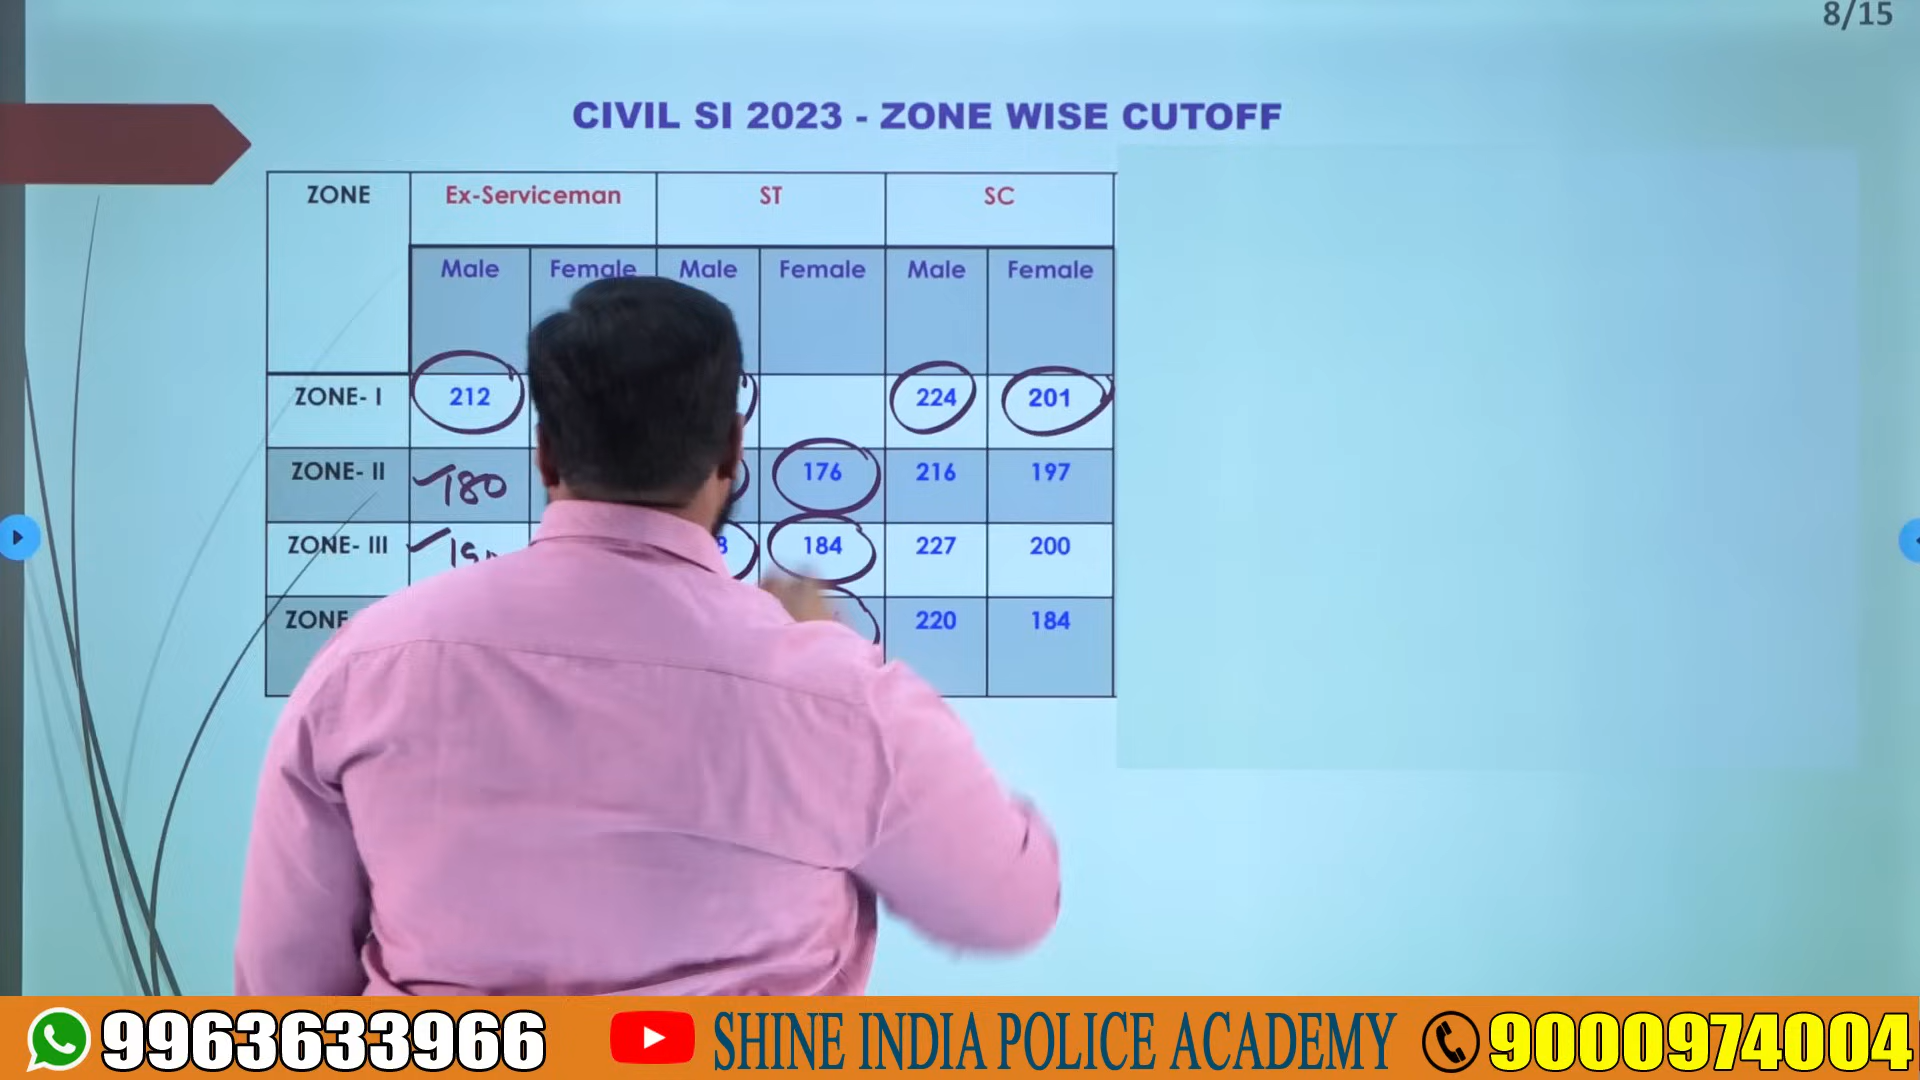 8/15
CIVIL SI 2023 - ZONE WISE CUTOFF
ZONE Ex-Serviceman ST SC
Male Female Male Female Male Female
ZONE- I 212 224 201
ZONE- II 180 176 216 197
ZONE- III 184 227 200
ZONE 220 184
9963633966 SHINE INDIA POLICE ACADEMY 9000974004